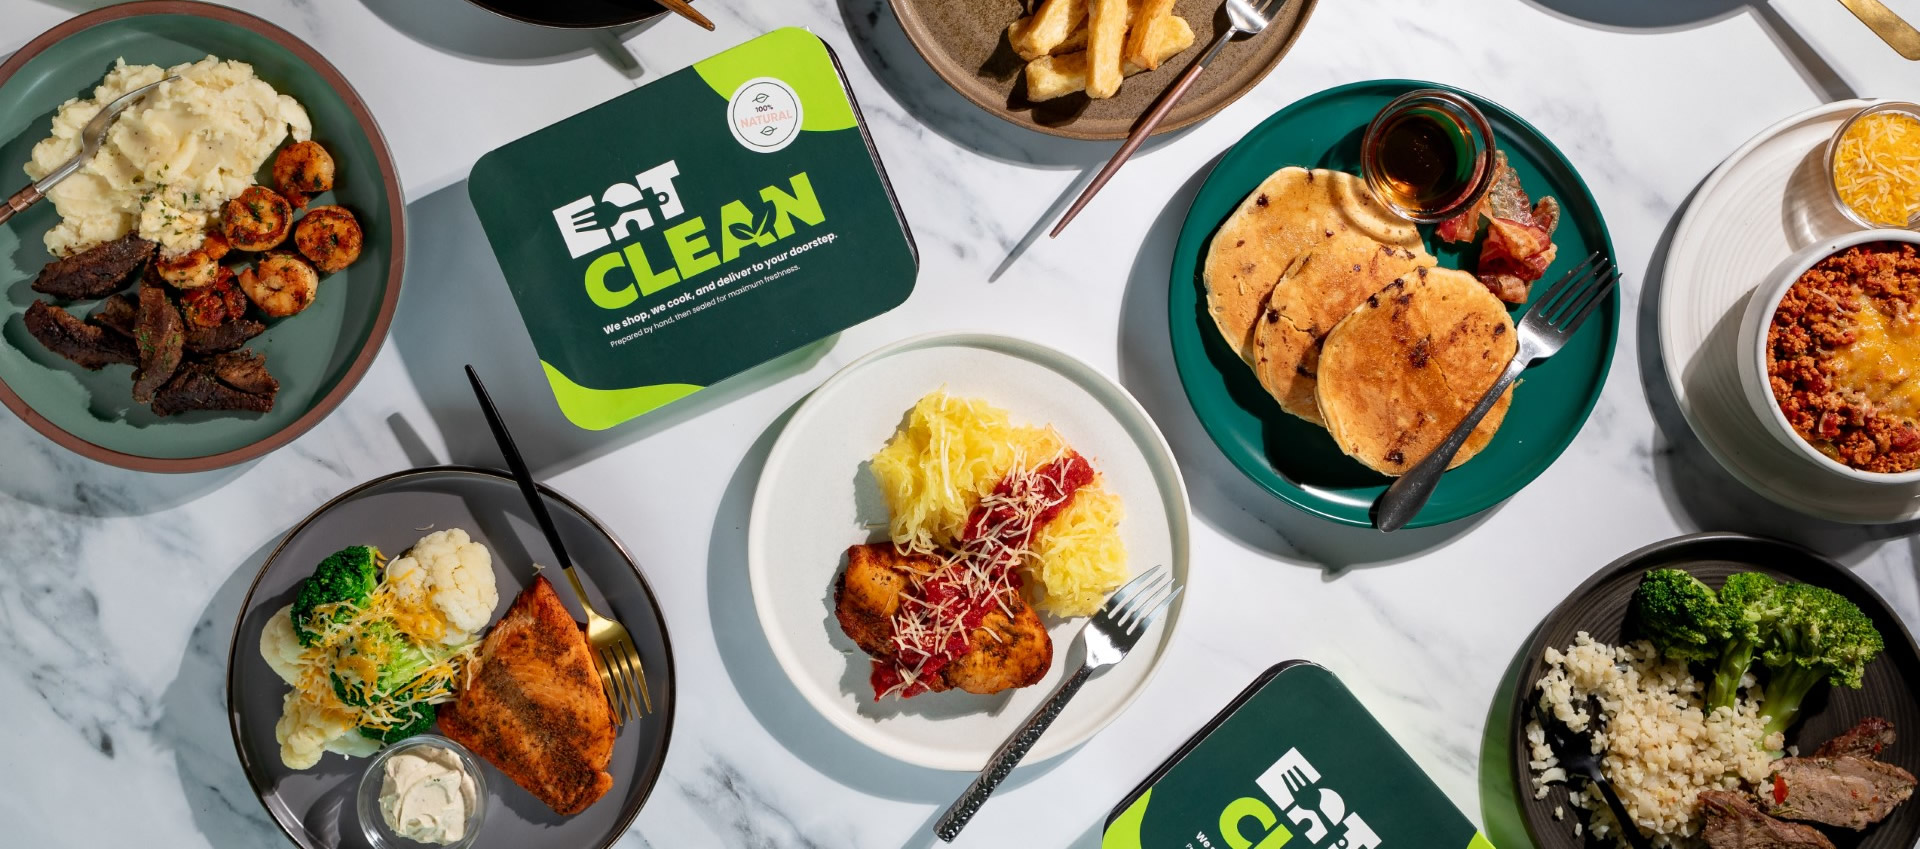 100%
NATURAL
EAT
CLEAN
We shop, we cook, and deliver to your doorstep.
Prepared by hand, then sealed for maximum freshness.
EAT
CL
We